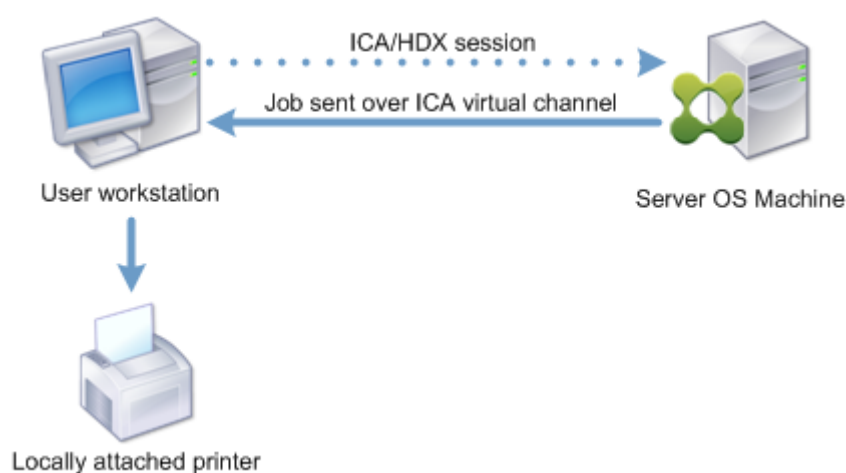 ICA/HDX session
Job sent over ICA virtual channel
User workstation
Server OS Machine
Locally attached printer